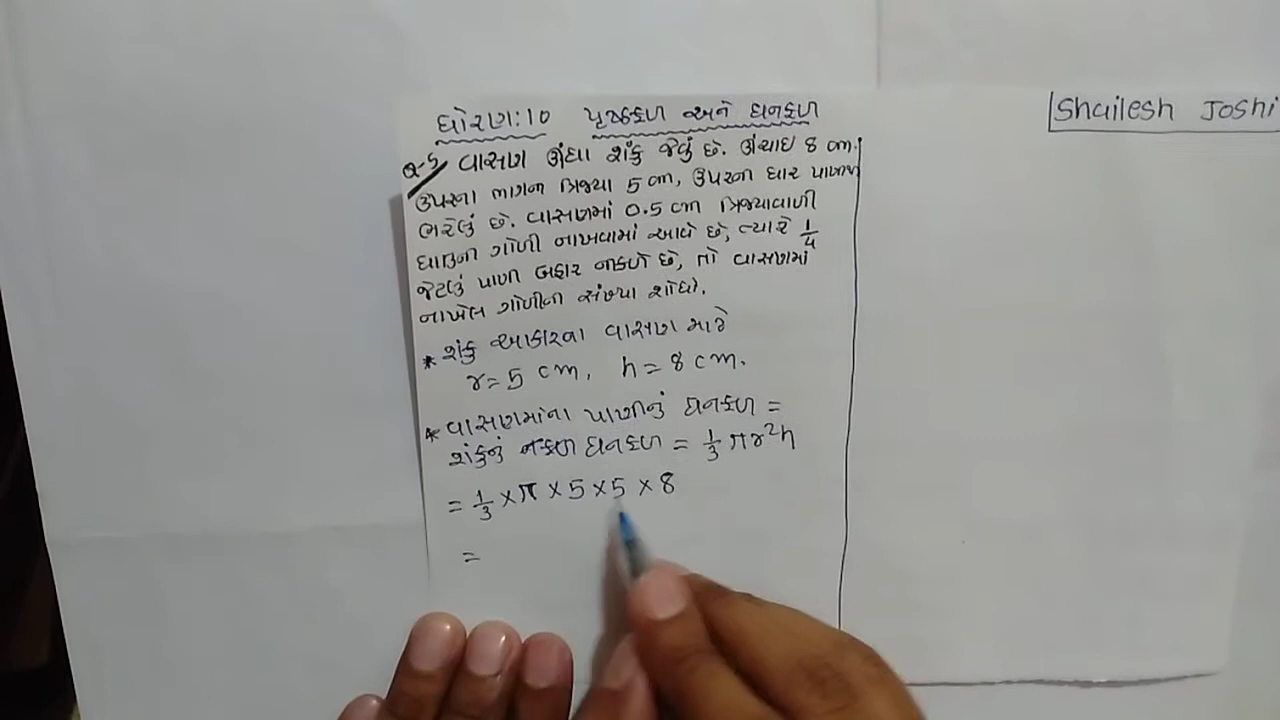 ધોરણ:10 પૃષ્ઠફળ અને ઘનફળ
Shailesh Joshi
વાસણ ઊંધા શંકુ જેવું છે. ઊંચાઇ 8 cm.
ઉપરના ભાગના ત્રિજ્યા 5 cm, ઉપરની ધાર
ભરેલું છે. વાસણમાં 0.5 cm ત્રિજ્યાવાળી
ધાતુની ગોળી નાખવામાં આવે છે, ત્યારે 1/4
જેટલું પાણી બહાર નીકળે છે, તો વાસણમાં
નાખેલ ગોળીની સંખ્યા શોધો.
* શંકુ આકારના વાસણ માટે
r = 5 cm, h = 8 cm.
* વાસણમાંના પાણીનું ઘનફળ =
શંકુનું ઘનફળ = 1/3 πr²h
= 1/3 × π × 5 × 5 × 8
=